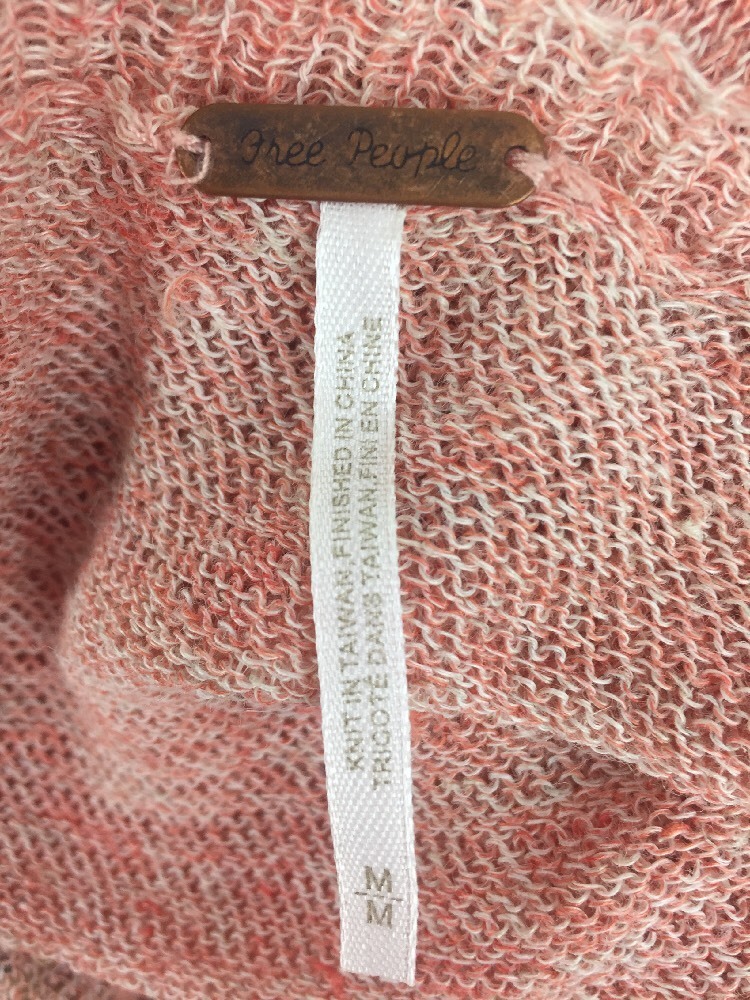 Free People
KNIT IN TAIWAN, FINISHED IN CHINA
TRICOTÉ DANS TAIWAN, FINI EN CHINE
M
M